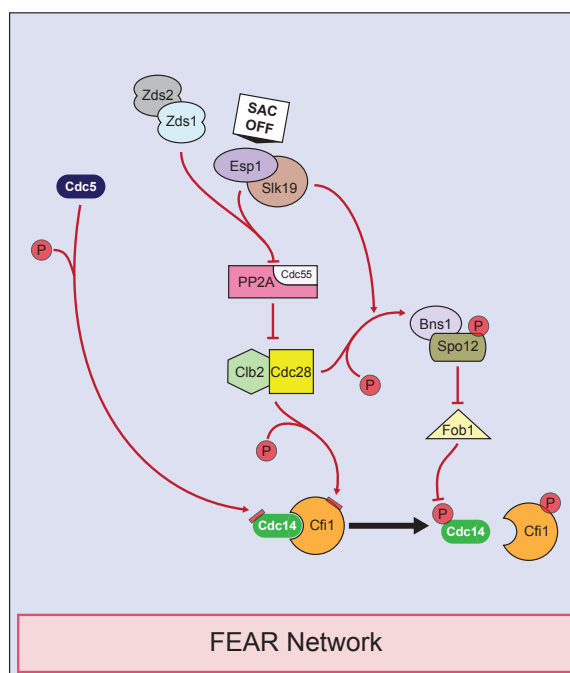 Zds2
Zds1
SAC
OFF
Esp1
Slk19
Cdc5
P
PP2A
Cdc55
Bns1
P
Spo12
Clb2
Cdc28
P
Fob1
P
P
P
Cdc14
Cfi1
Cdc14
Cfi1
FEAR Network